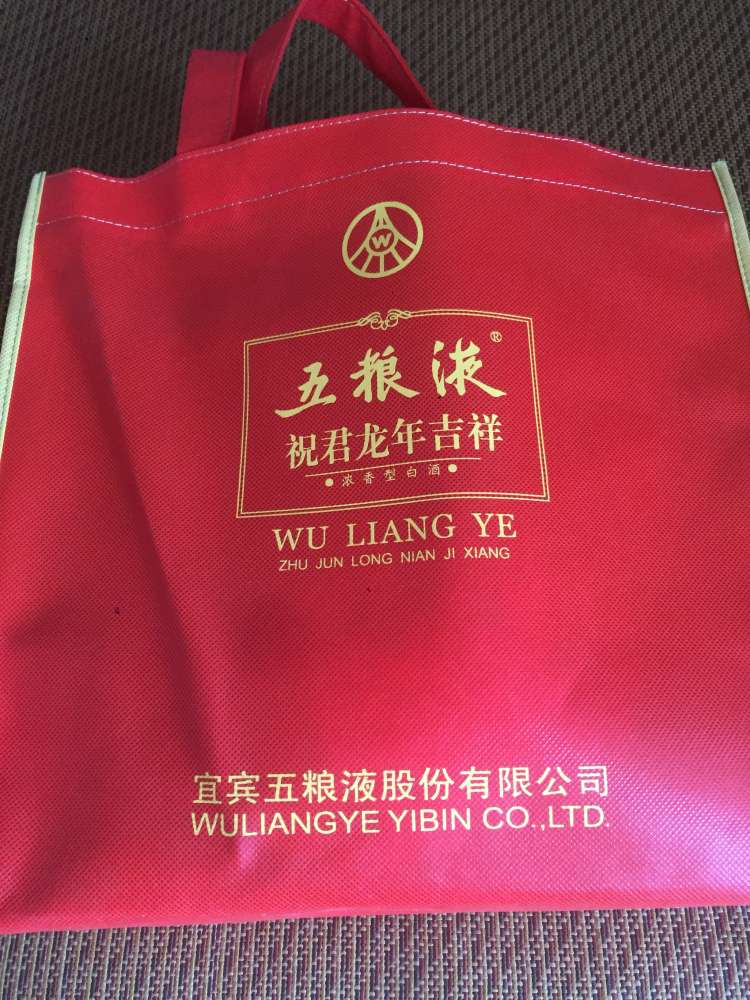 W
五粮液®
祝君龙年吉祥
●浓香型白酒●
WU LIANG YE
ZHU JUN LONG NIAN JI XIANG
宜宾五粮液股份有限公司
WULIANGYE YIBIN CO.,LTD.